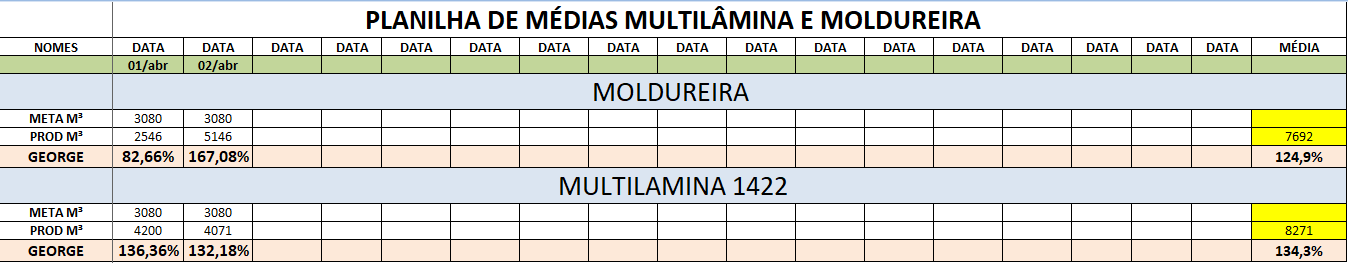 PLANILHA DE MÉDIAS MULTILÂMINA E MOLDUREIRA
NOMES DATA DATA DATA DATA DATA DATA DATA DATA DATA DATA DATA DATA DATA DATA DATA DATA DATA MÉDIA
01/abr 02/abr
MOLDUREIRA
META M³ 3080 3080
PROD M³ 2546 5146 7692
GEORGE 82,66% 167,08% 124,9%
MULTILAMINA 1422
META M³ 3080 3080
PROD M³ 4200 4071 8271
GEORGE 136,36% 132,18% 134,3%